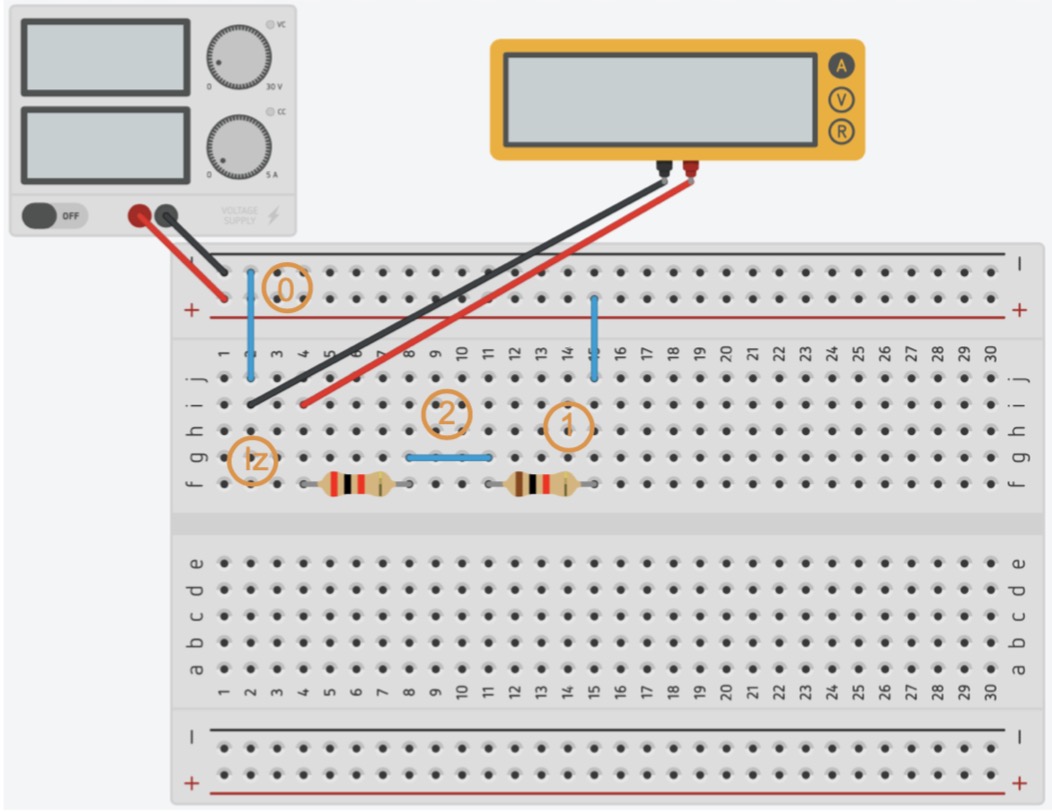 VC
0 30 V
CC
0 5 A
OFF
VOLTAGE
SUPPLY
A
V
R
- -
0
+ +
1 2 3 4 5 6 7 8 9 10 11 12 13 14 15 16 17 18 19 20 21 22 23 24 25 26 27 28 29 30
j j
i i
2
1
h h
Iz
g g
f f
e e
d d
c c
b b
a a
1 2 3 4 5 6 7 8 9 10 11 12 13 14 15 16 17 18 19 20 21 22 23 24 25 26 27 28 29 30
- -
+ +